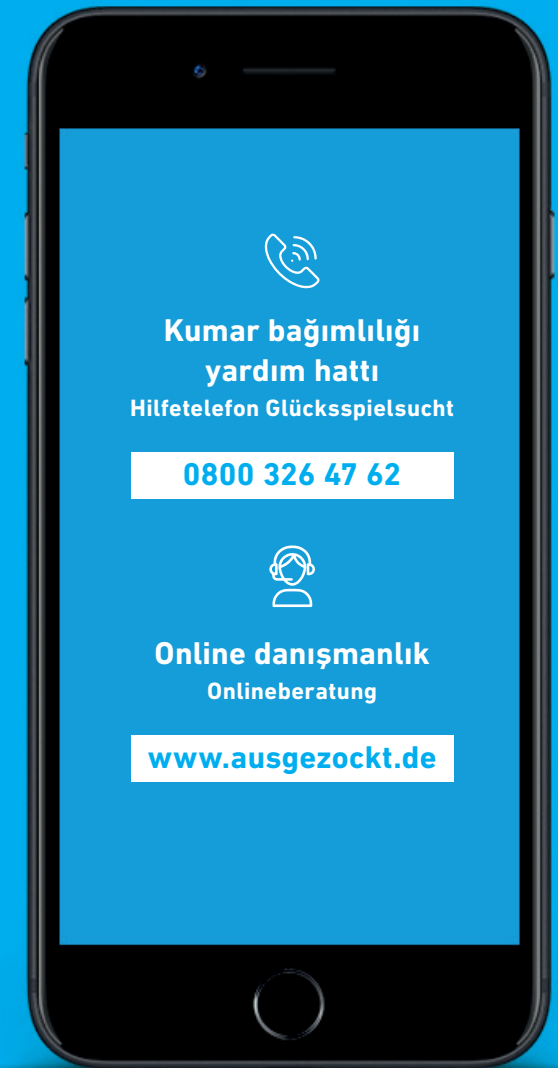 Kumar bağımlılığı
yardım hattı
Hilfetelefon Glücksspielsucht
0800 326 47 62
Online danışmanlık
Onlineberatung
www.ausgezockt.de